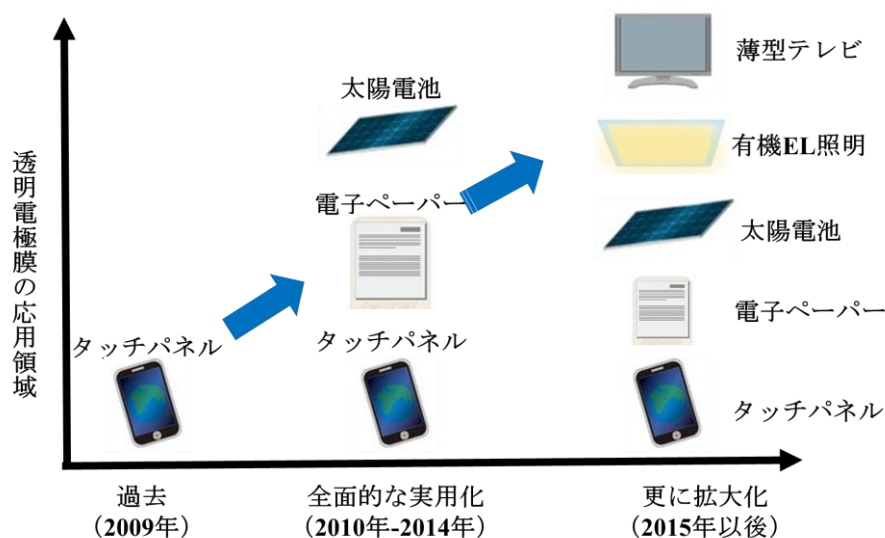 透明電極膜の応用領域
タッチパネル
太陽電池
電子ペーパー
タッチパネル
薄型テレビ
有機EL照明
太陽電池
電子ペーパー
タッチパネル
過去
（2009年）
全面的な実用化
（2010年-2014年）
更に拡大化
（2015年以後）